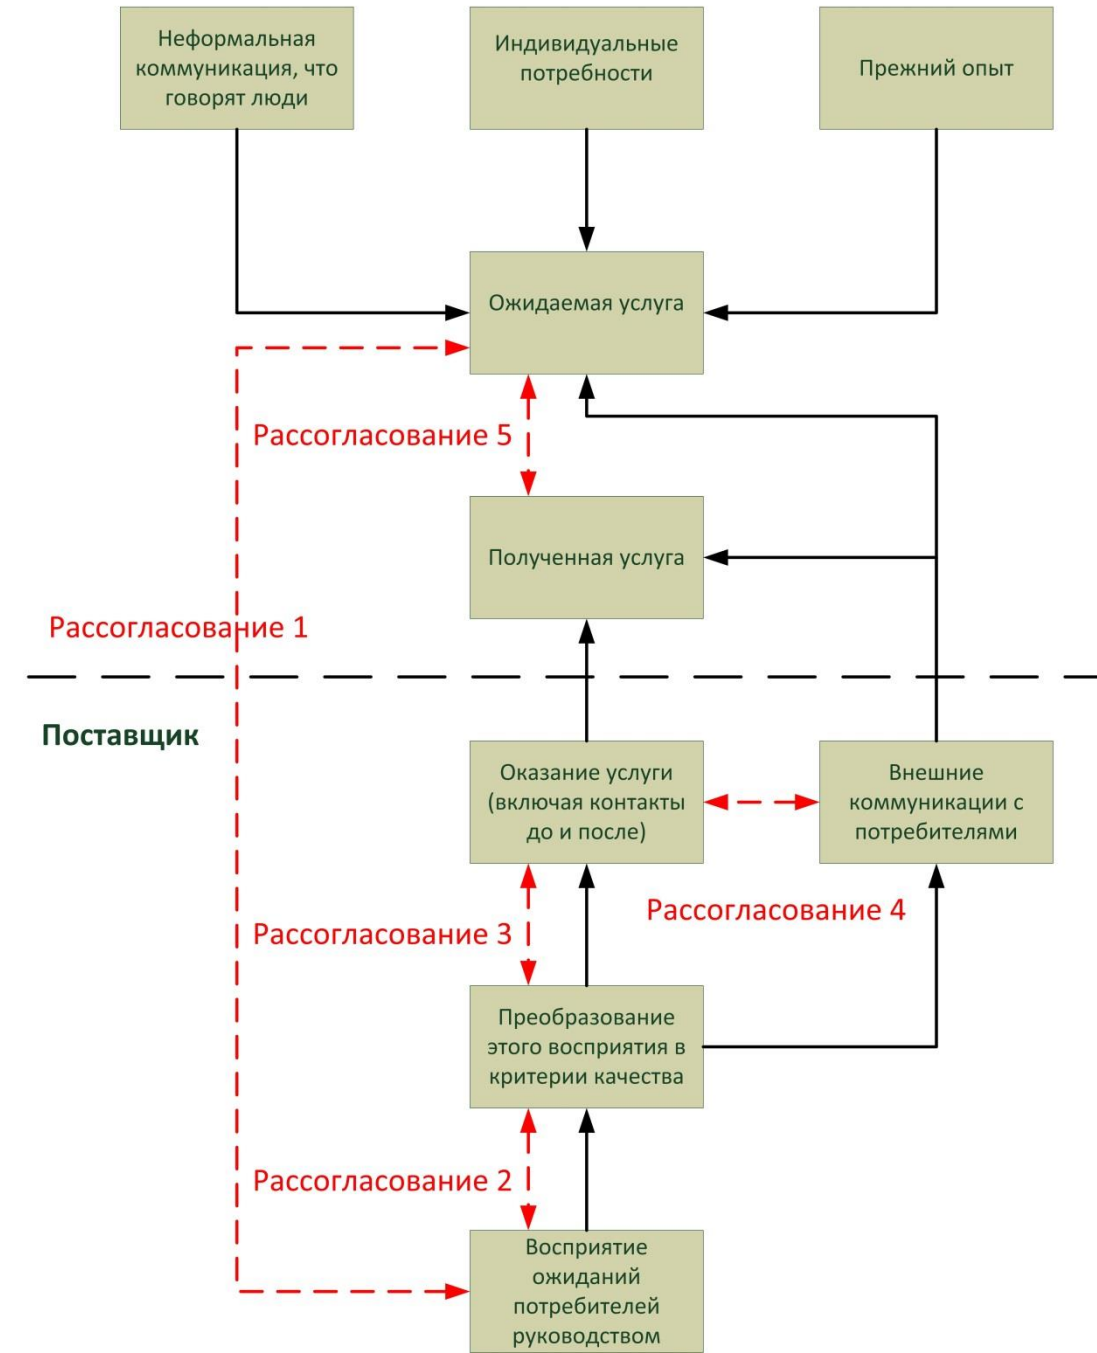 Неформальная
коммуникация, что
говорят люди
Индивидуальные
потребности
Прежний опыт
Ожидаемая услуга
Рассогласование 5
Полученная услуга
Рассогласование 1
Поставщик
Оказание услуги
(включая контакты
до и после)
Внешние
коммуникации с
потребителями
Рассогласование 4
Рассогласование 3
Преобразование
этого восприятия в
критерии качества
Рассогласование 2
Восприятие
ожиданий
потребителей
руководством